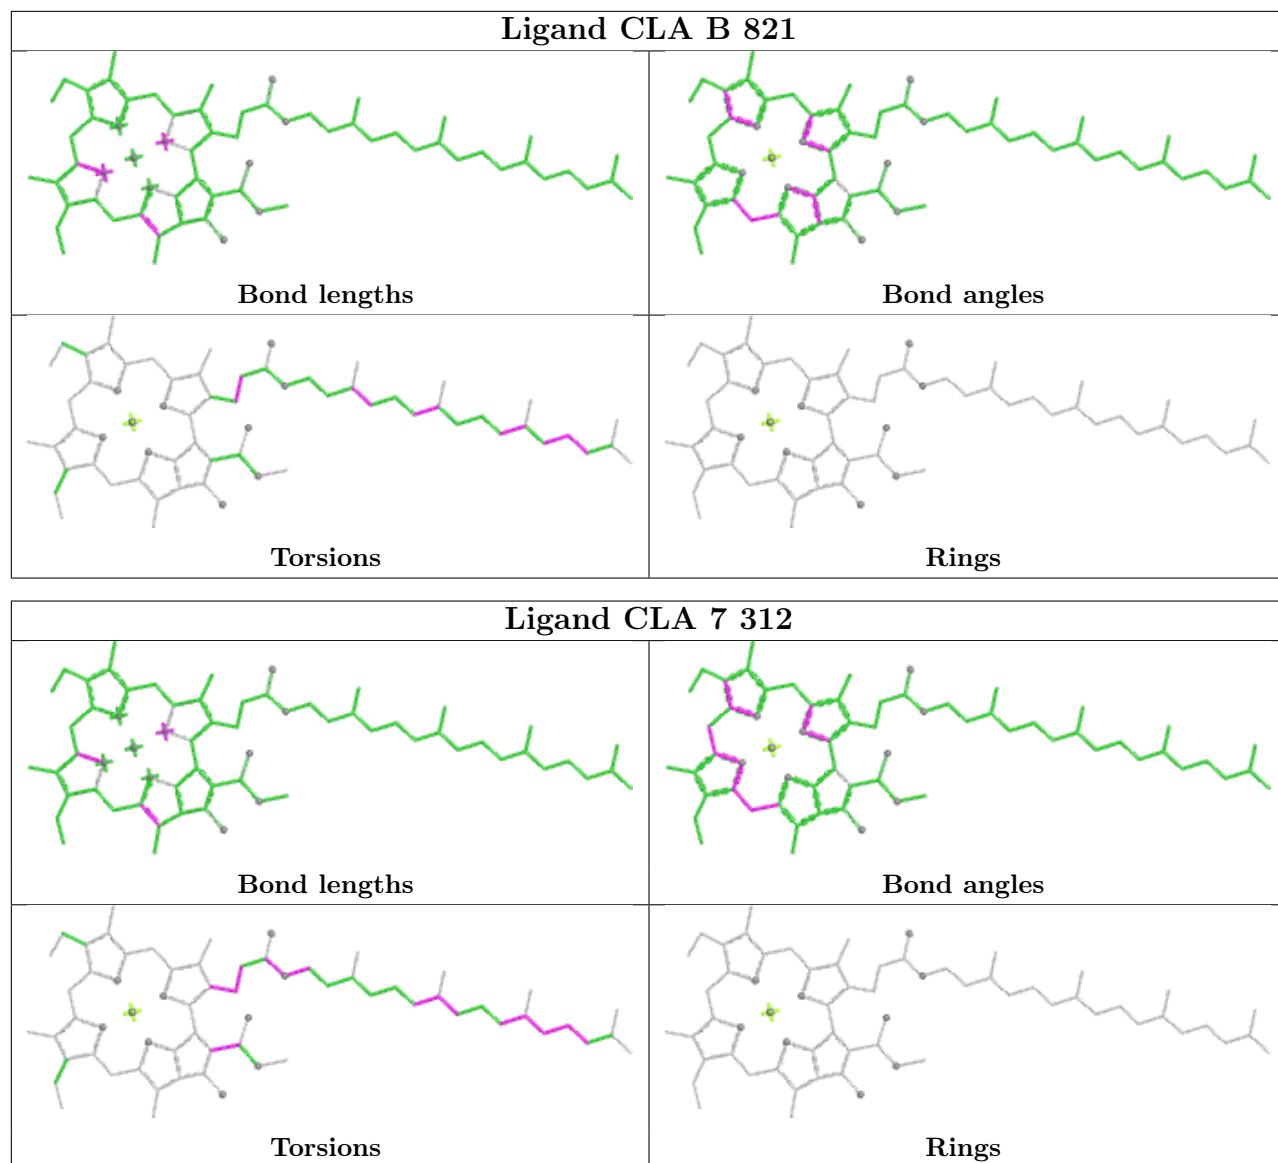 Ligand CLA B 821
Bond lengths
Bond angles
Torsions
Rings
Ligand CLA 7 312
Bond lengths
Bond angles
Torsions
Rings